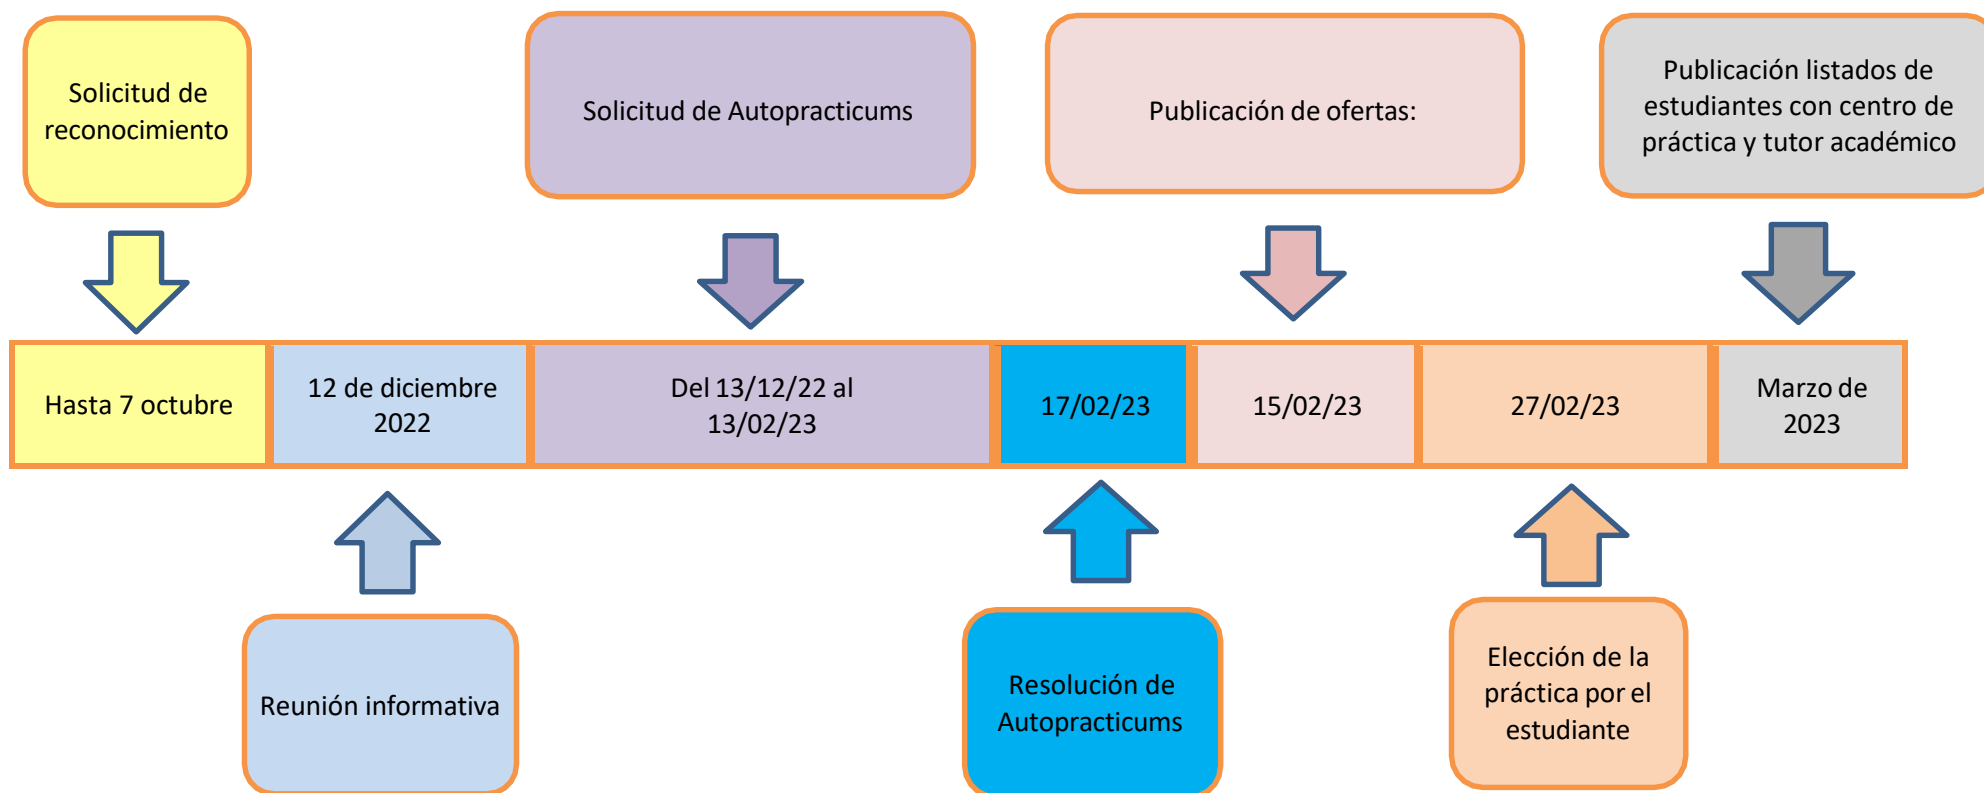 Solicitud de
reconocimiento
Solicitud de Autopracticums
Publicación de ofertas:
Publicación listados de
estudiantes con centro de
práctica y tutor académico
Hasta 7 octubre
12 de diciembre
2022
Del 13/12/22 al
13/02/23
17/02/23
15/02/23
27/02/23
Marzo de
2023
Reunión informativa
Resolución de
Autopracticums
Elección de la
práctica por el
estudiante